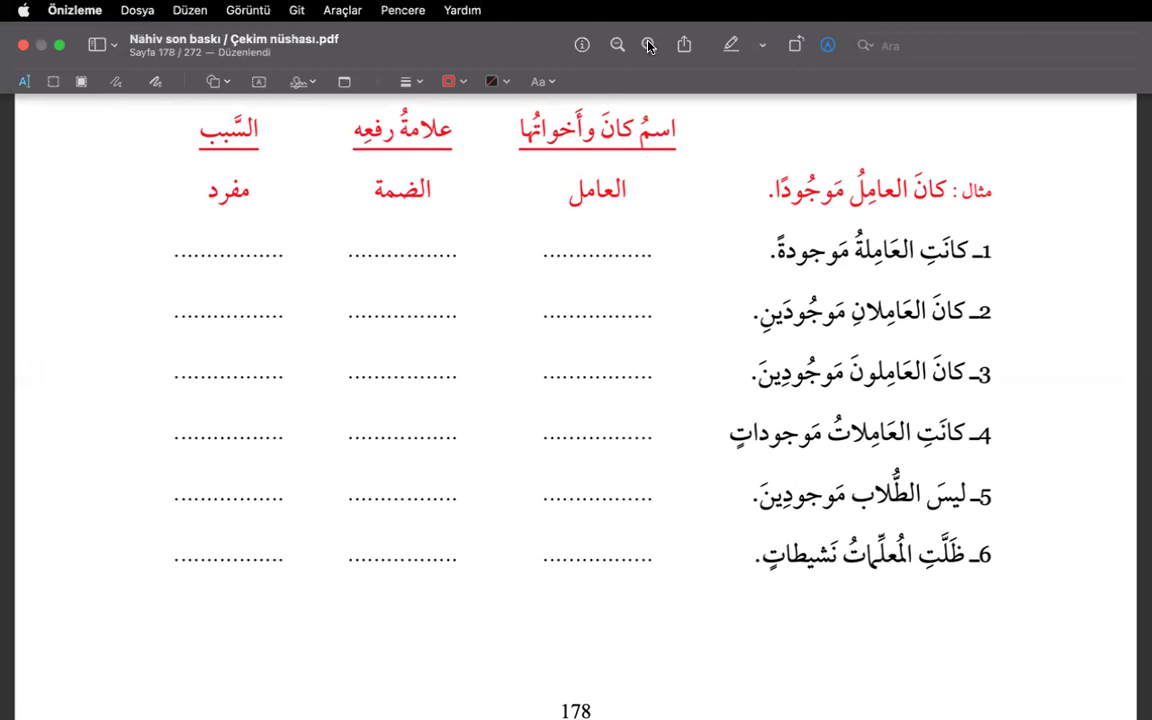 Önizleme Dosya Düzen Görüntü Git Araçlar Pencere Yardım
Nahiv son baskı / Çekim nüshası.pdf
Sayfa 178 / 272 — Düzenlendi
Ara
Aa
اسمُ كانَ وأَخواتُها علامةُ رفعِه السَّبب
مثال : كانَ العامِلُ مَوجُودًا. العامل الضمة مفرد
1ـ كانَتِ العَامِلةُ مَوجودةً. ................. ................. .................
2ـ كانَ العَامِلانِ مَوجُودَينِ. ................. ................. .................
3ـ كانَ العَامِلونَ مَوجُودِينَ. ................. ................. .................
4ـ كانَتِ العَامِلاتُ مَوجوداتٍ ................. ................. .................
5ـ ليسَ الطُّلاب مَوجودِينَ. ................. ................. .................
6ـ ظَلَّتِ المُعلِّماتُ نَشيطاتٍ. ................. ................. .................
178